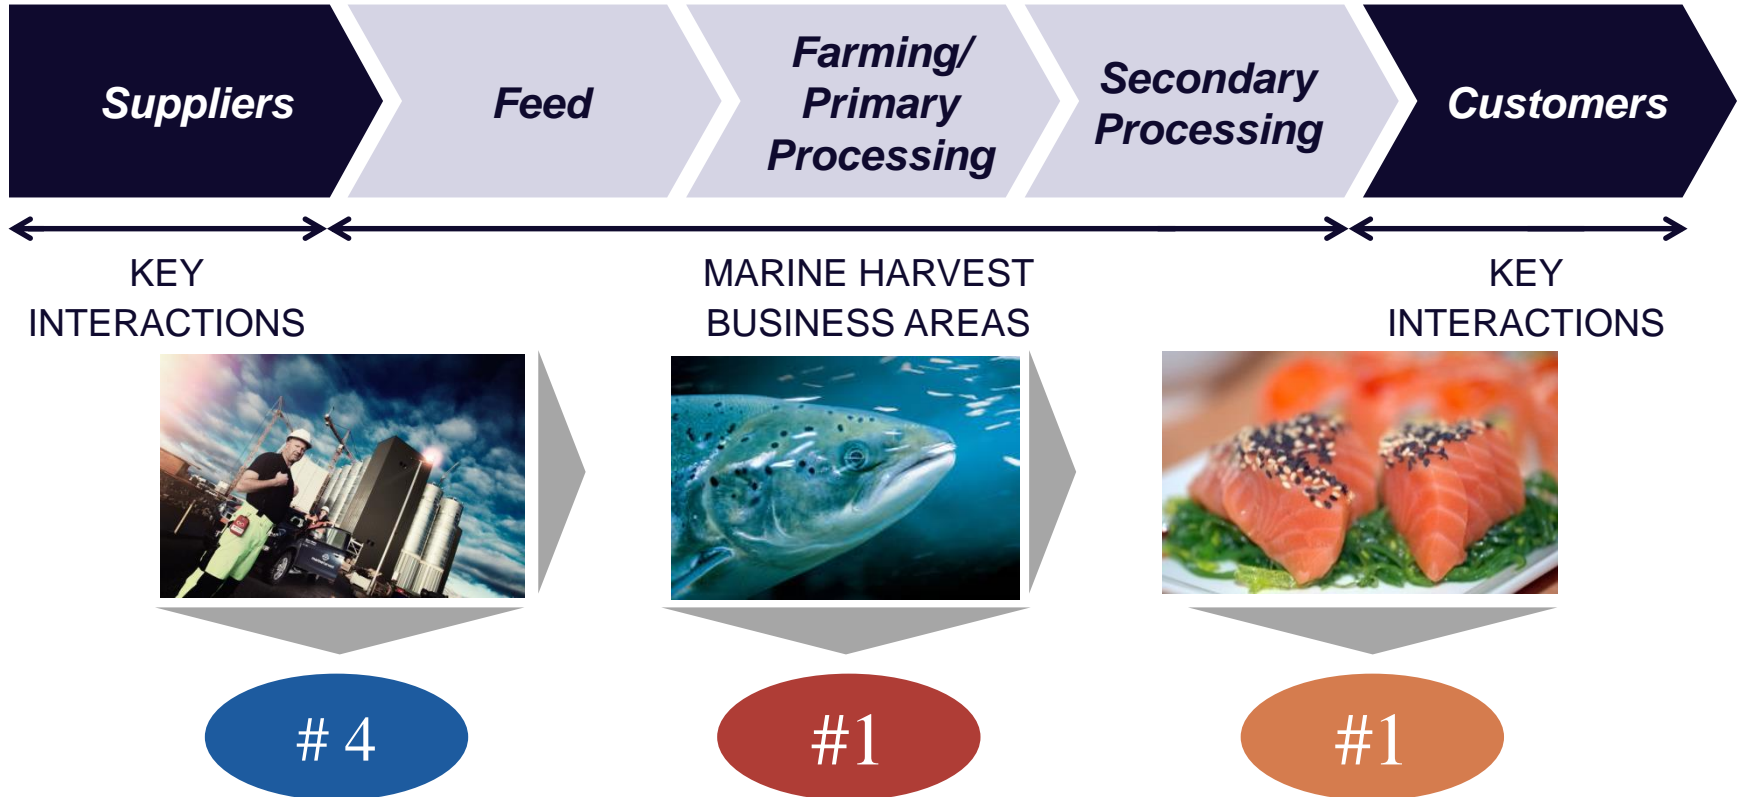 Suppliers
Feed
Farming/
Primary
Processing
Secondary
Processing
Customers
KEY
INTERACTIONS
MARINE HARVEST
BUSINESS AREAS
KEY
INTERACTIONS
# 4
#1
#1